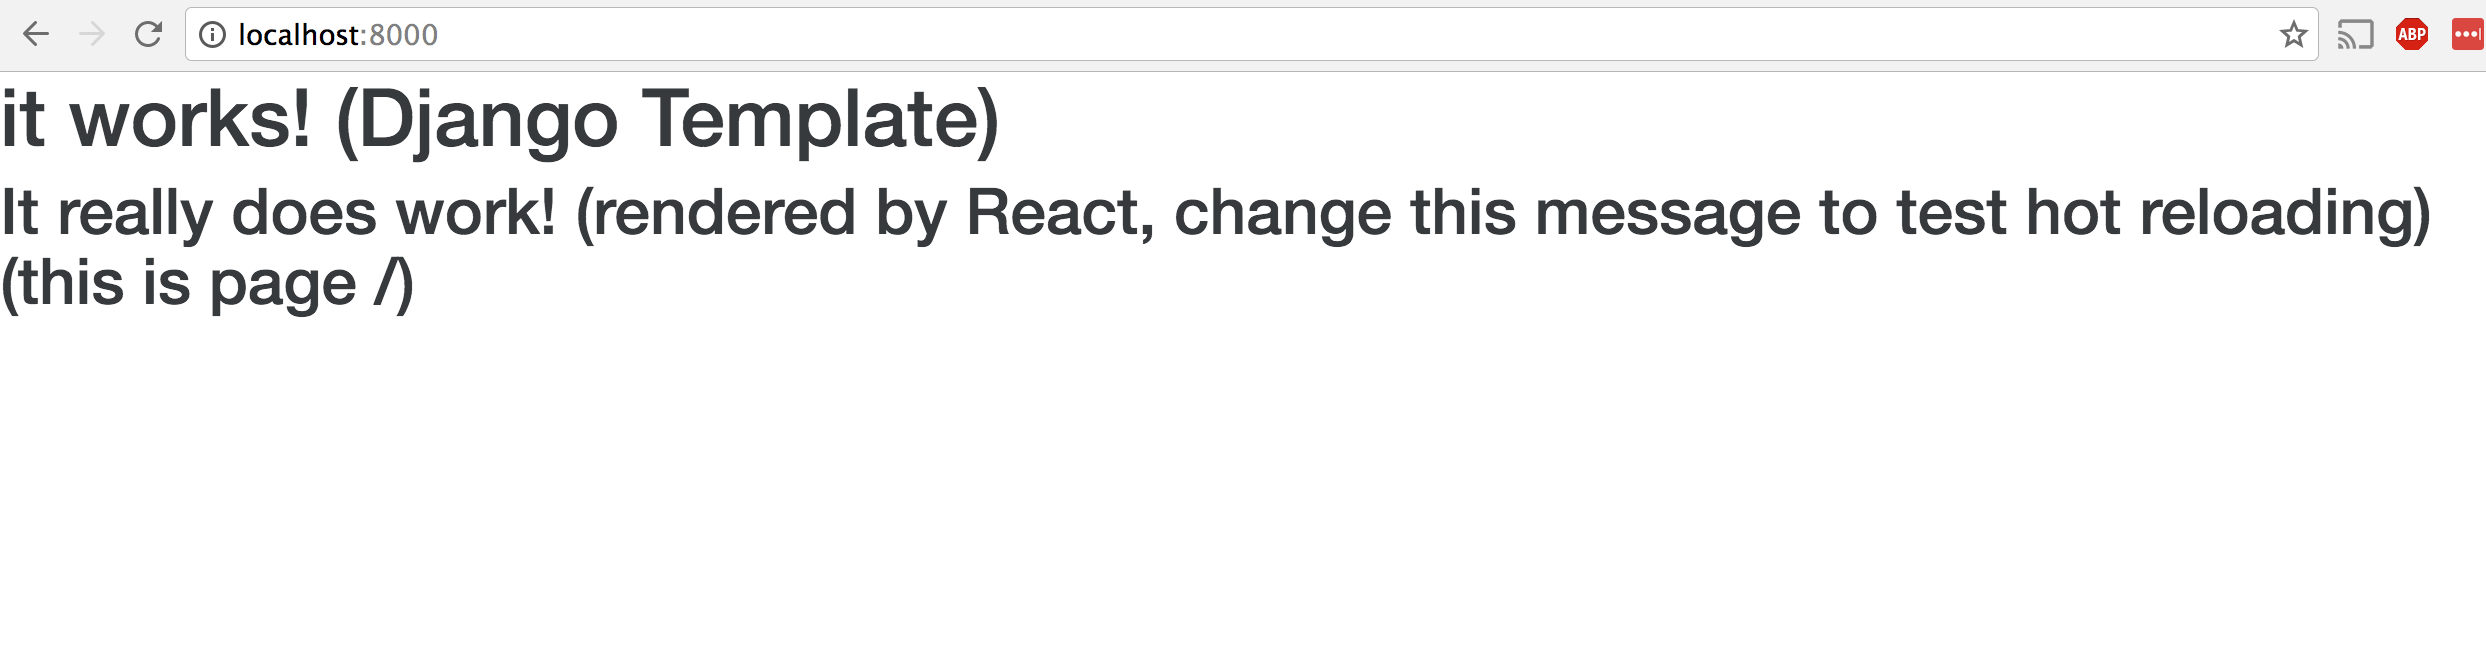 localhost:8000
ABP
it works! (Django Template)
It really does work! (rendered by React, change this message to test hot reloading)
(this is page /)